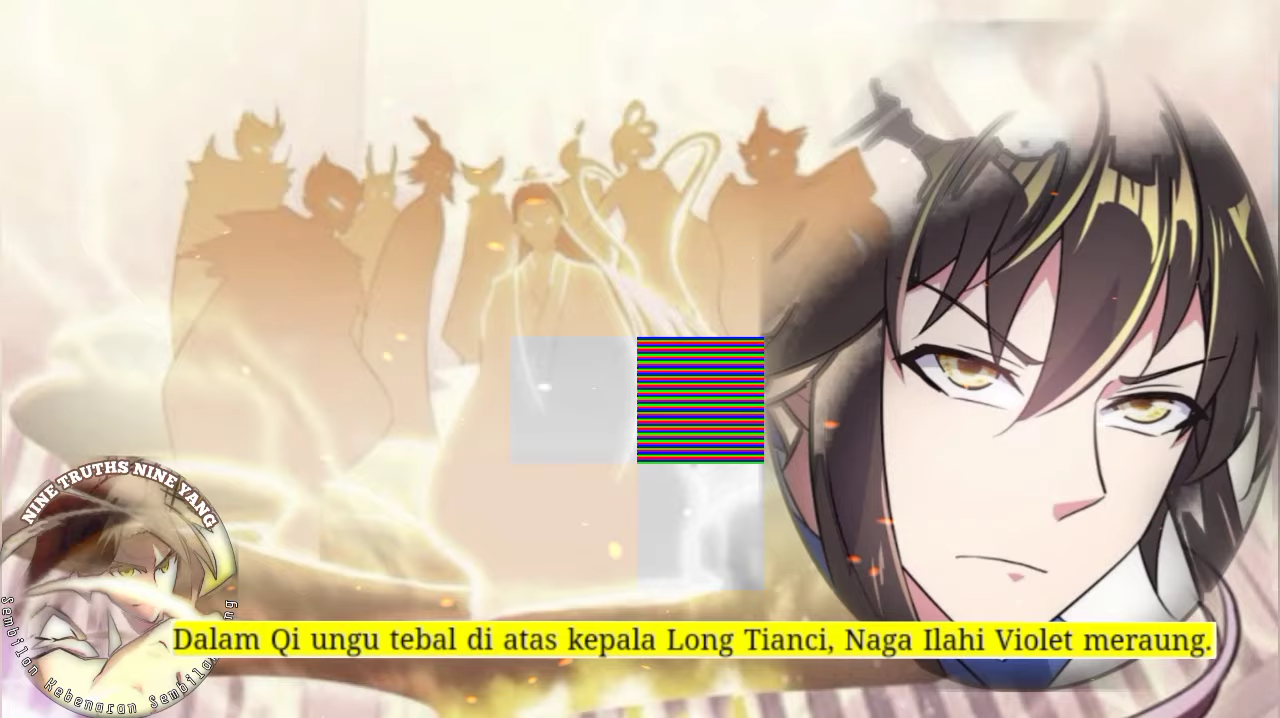 NINE TRUTHS NINE YANG
Sembilan Kebenaran Sembilan
Dalam Qi ungu tebal di atas kepala Long Tianci, Naga Ilahi Violet meraung.